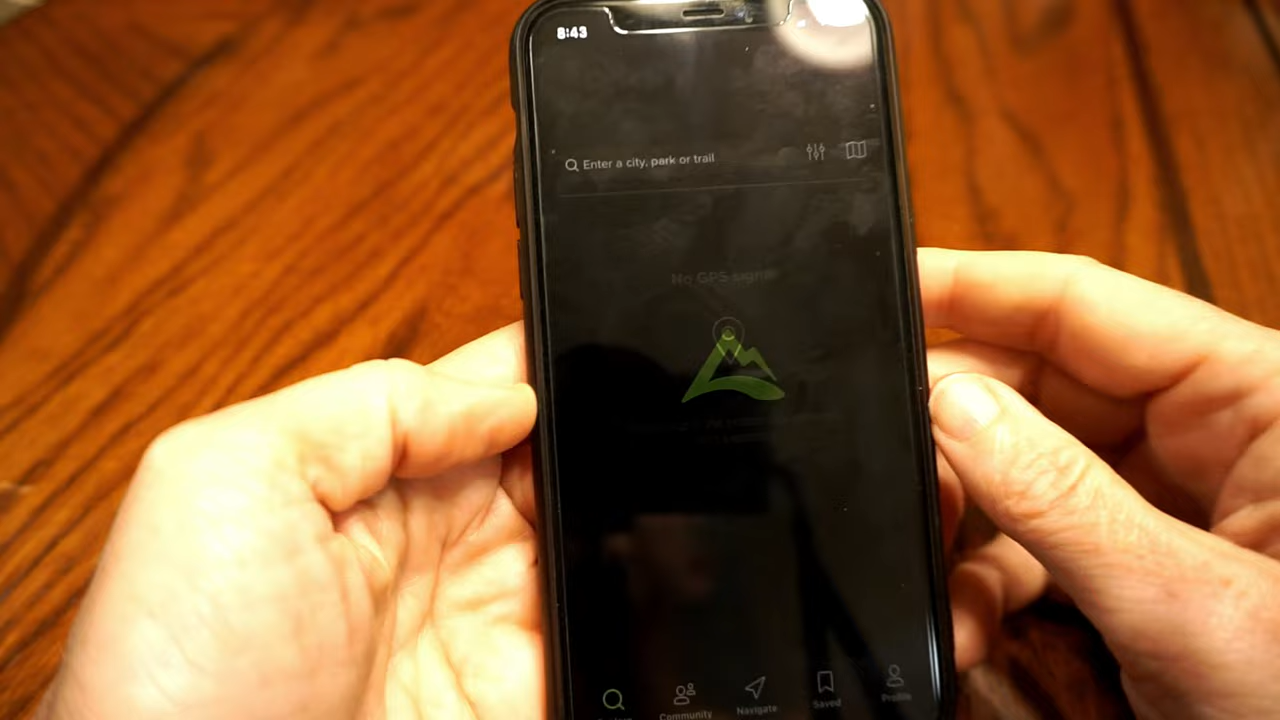 8:43
Enter a city, park or trail
No GPS signal
Community
Navigate
Saved
Profile